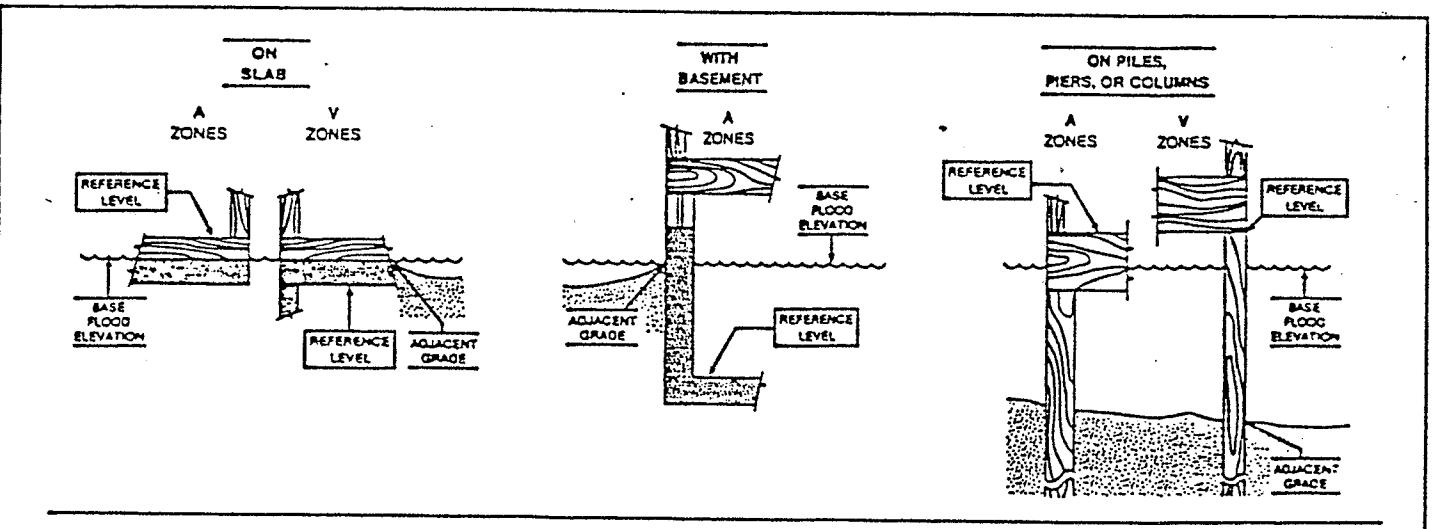 ON
SLAB
A
ZONES
V
ZONES
REFERENCE
LEVEL
BASE
FLOOD
ELEVATION
REFERENCE
LEVEL
ADJACENT
GRADE
WITH
BASEMENT
A
ZONES
BASE
FLOOD
ELEVATION
ADJACENT
GRADE
REFERENCE
LEVEL
ON PILES,
PIERS, OR COLUMNS
A
ZONES
V
ZONES
REFERENCE
LEVEL
REFERENCE
LEVEL
BASE
FLOOD
ELEVATION
ADJACENT
GRADE